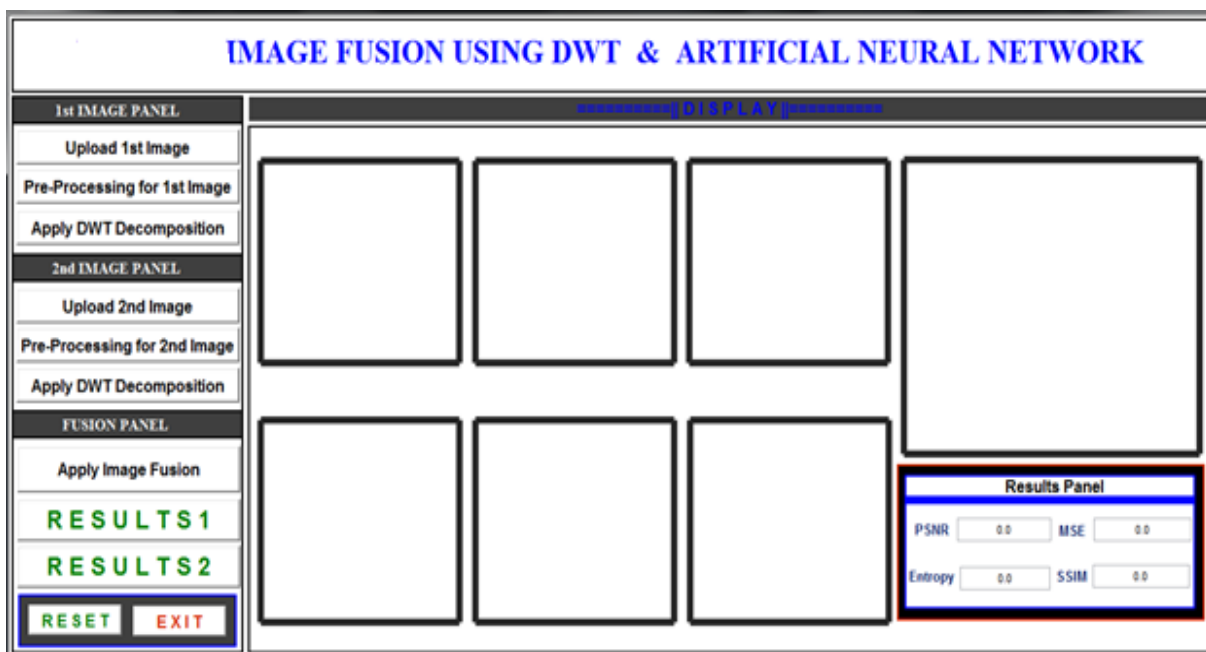 IMAGE FUSION USING DWT & ARTIFICIAL NEURAL NETWORK
1st IMAGE PANEL
Upload 1st Image
Pre-Processing for 1st Image
Apply DWT Decomposition
2nd IMAGE PANEL
Upload 2nd Image
Pre-Processing for 2nd Image
Apply DWT Decomposition
FUSION PANEL
Apply Image Fusion
RESULTS1
RESULTS2
RESET EXIT
==========||DISPLAY||==========
Results Panel
PSNR 0.0 MSE 0.0
Entropy 0.0 SSIM 0.0